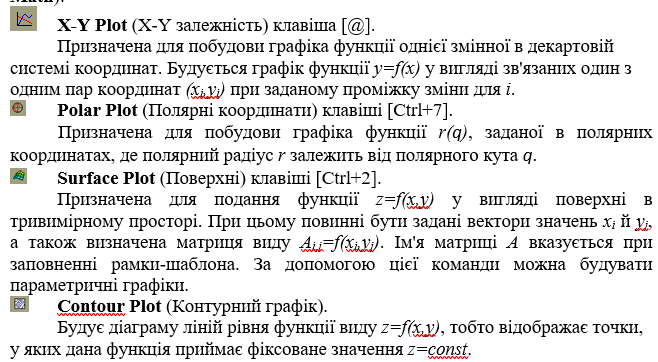 X-Y Plot (X-Y залежність) клавіша [@].
Призначена для побудови графіка функції однієї змінної в декартовій
системі координат. Будується графік функції y=f(x) у вигляді зв'язаних один з
одним пар координат (xᵢ,yᵢ) при заданому проміжку зміни для i.
Polar Plot (Полярні координати) клавіші [Ctrl+7].
Призначена для побудови графіка функції r(q), заданої в полярних
координатах, де полярний радіус r залежить від полярного кута q.
Surface Plot (Поверхні) клавіші [Ctrl+2].
Призначена для подання функції z=f(x,y) у вигляді поверхні в
тривимірному просторі. При цьому повинні бути задані вектори значень xᵢ й yⱼ,
а також визначена матриця виду Aᵢ,ⱼ=f(xᵢ,yⱼ). Ім'я матриці A вказується при
заповненні рамки-шаблона. За допомогою цієї команди можна будувати
параметричні графіки.
Contour Plot (Контурний графік).
Будує діаграму ліній рівня функції виду z=f(x,y), тобто відображає точки,
у яких дана функція приймає фіксоване значення z=const.